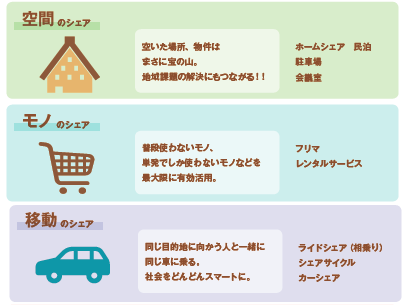 空間のシェア
空いた場所、物件は
まさに宝の山。
地域課題の解決にもつながる！！
ホームシェア　民泊
駐車場
会議室
モノのシェア
普段使わないモノ、
単発でしか使わないモノなどを
最大限に有効活用。
フリマ
レンタルサービス
移動のシェア
同じ目的地に向かう人と一緒に
同じ車に乗る。
社会をどんどんスマートに。
ライドシェア（相乗り）
シェアサイクル
カーシェア